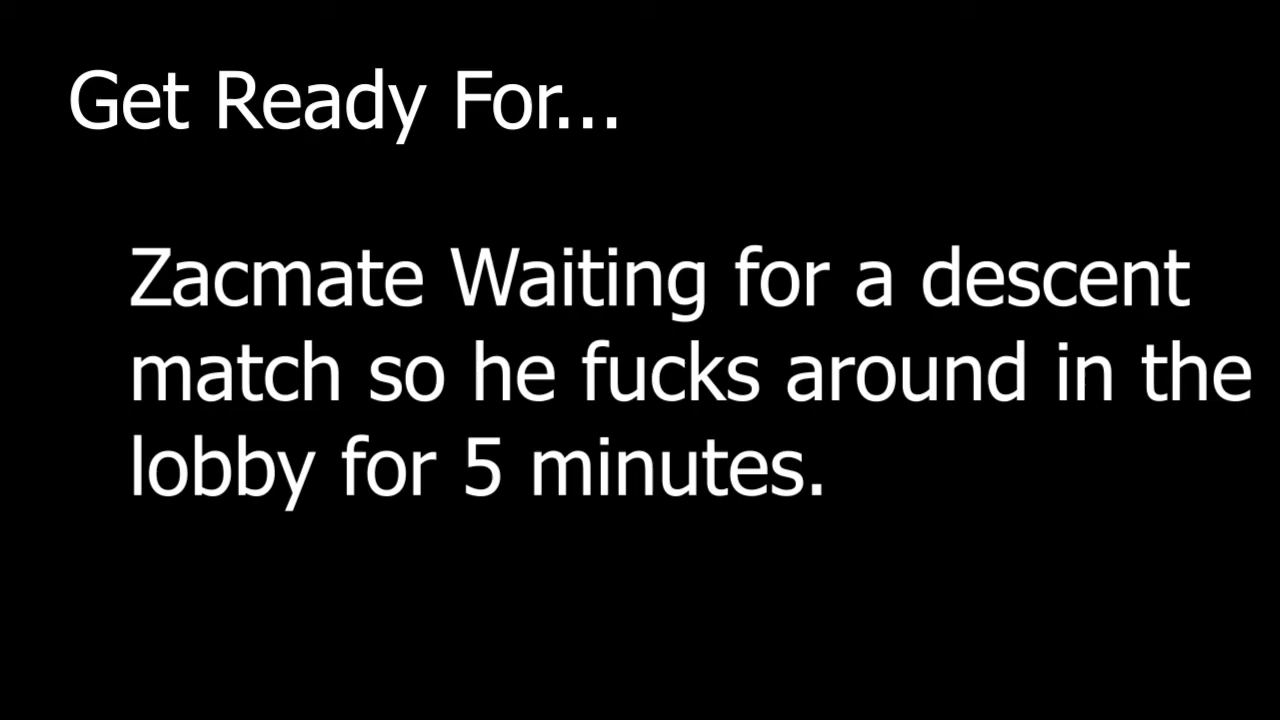 Get Ready For...
Zacmate Waiting for a descent
match so he fucks around in the
lobby for 5 minutes.